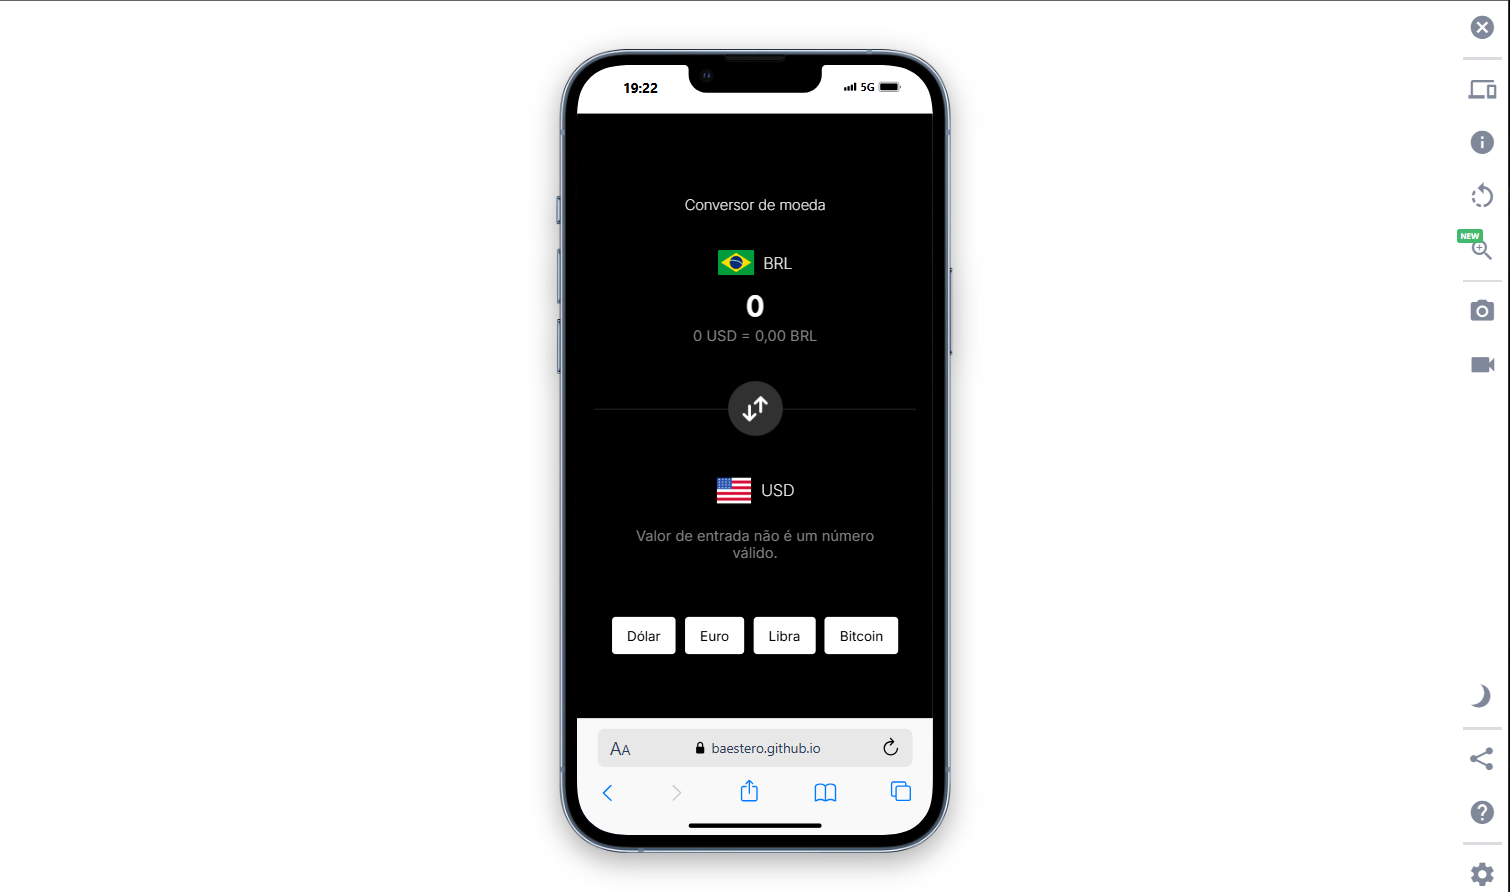 19:22
5G
Conversor de moeda
BRL
0
0 USD = 0,00 BRL
USD
Valor de entrada não é um número
válido.
Dólar Euro Libra Bitcoin
AA baestero.github.io
NEW